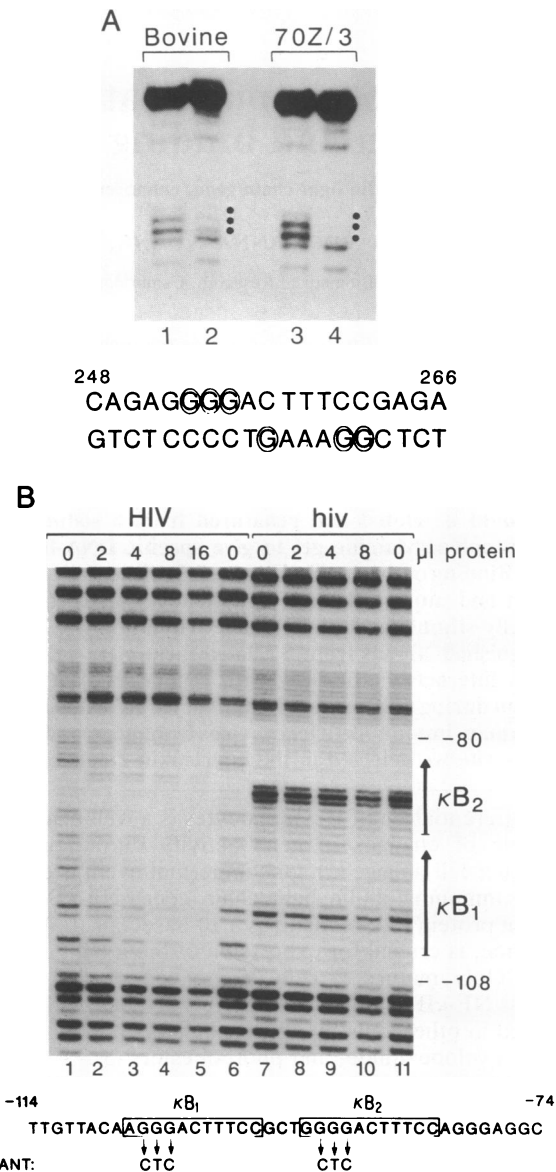 A
Bovine 70Z/3
1 2 3 4
248 266
CAGAGGGGACTTTCCGAGA
GTCTCCCCTGAAAGGCTCT
B
HIV hiv
0 2 4 8 16 0 0 2 4 8 0 μl protein
-80
κB2
κB1
-108
1 2 3 4 5 6 7 8 9 10 11
-114 κB1 κB2 -74
TTGTTACAAGGGACTTTCCGCTGGGGACTTTCCAGGGAGGC
ANT: CTC CTC